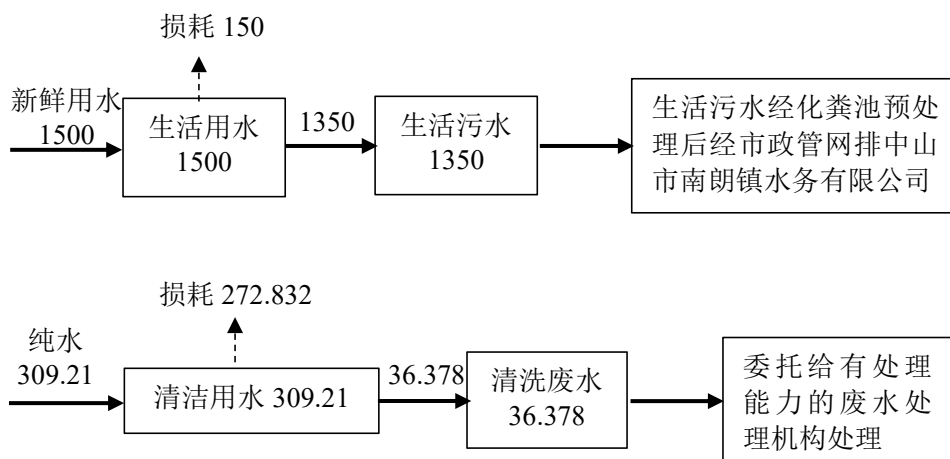 损耗 150
新鲜用水
1500
生活用水
1500
1350
生活污水
1350
生活污水经化粪池预处
理后经市政管网排中山
市南朗镇水务有限公司
损耗 272.832
纯水
309.21
清洁用水 309.21
36.378
清洗废水
36.378
委托给有处理
能力的废水处
理机构处理